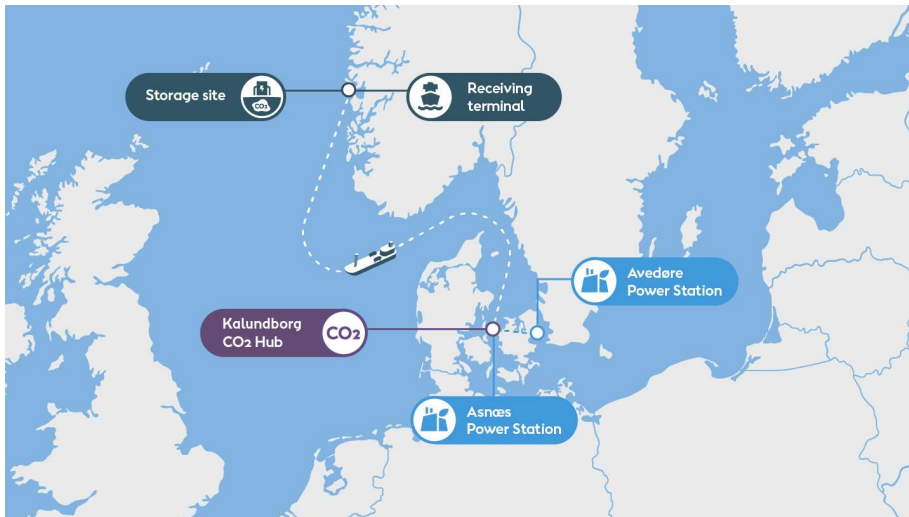 Storage site
CO₂
Receiving
terminal
Avedøre
Power Station
Kalundborg
CO₂ Hub
CO₂
Asnæs
Power Station